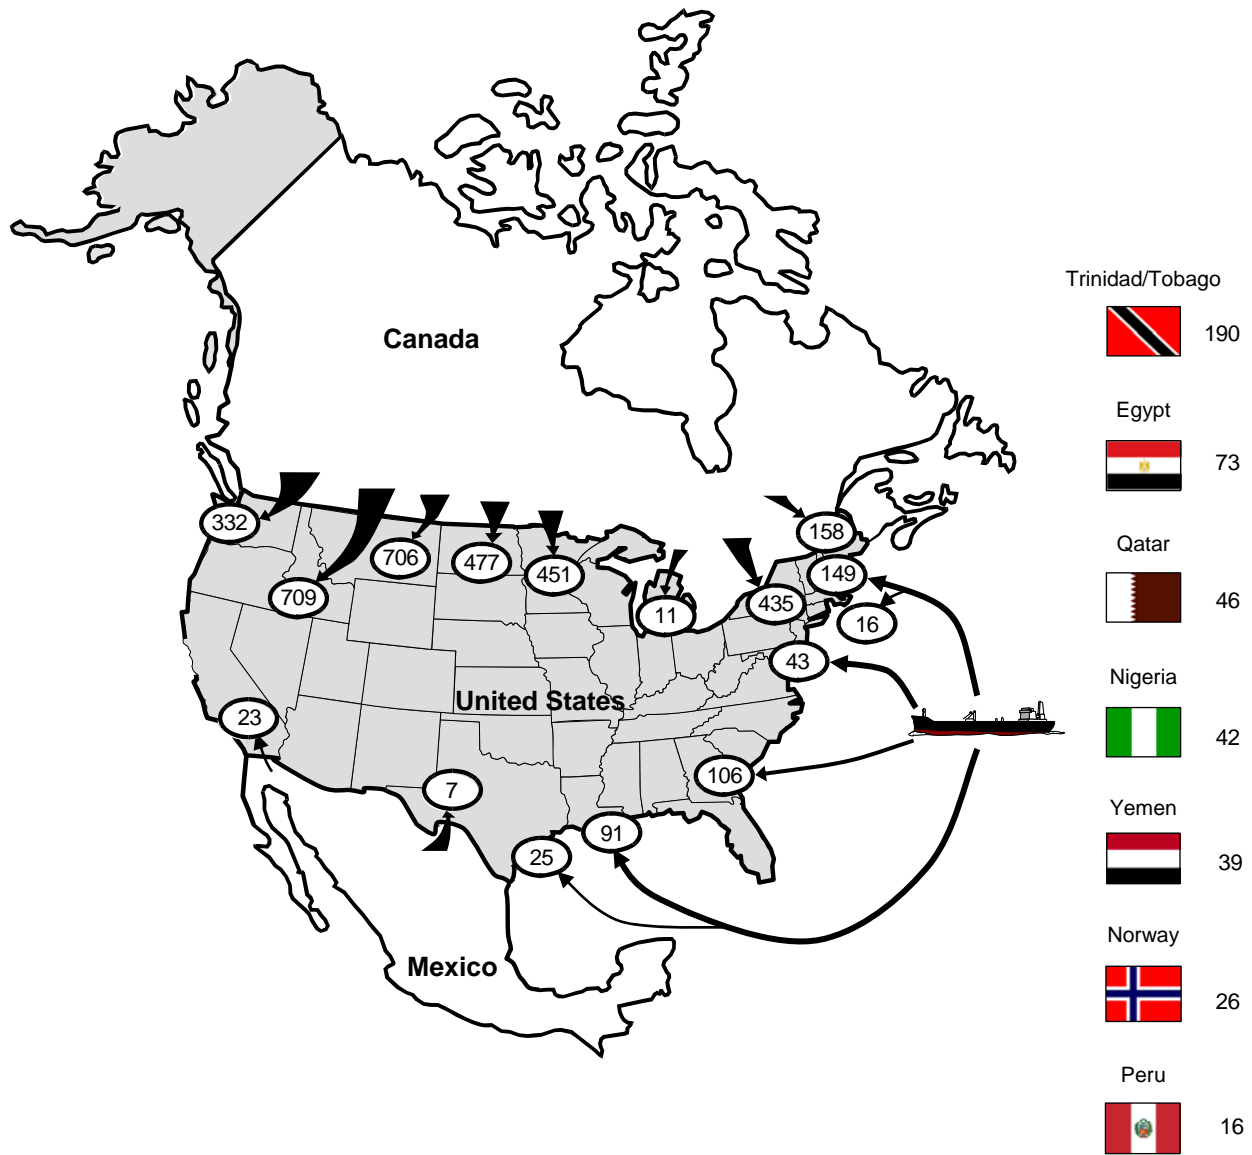 Trinidad/Tobago
190
Canada
Egypt
73
332
158
Qatar
706
477
451
149
709
11
435
16
46
43
United States
Nigeria
23
42
106
7
Yemen
91
25
39
Norway
Mexico
26
Peru
16